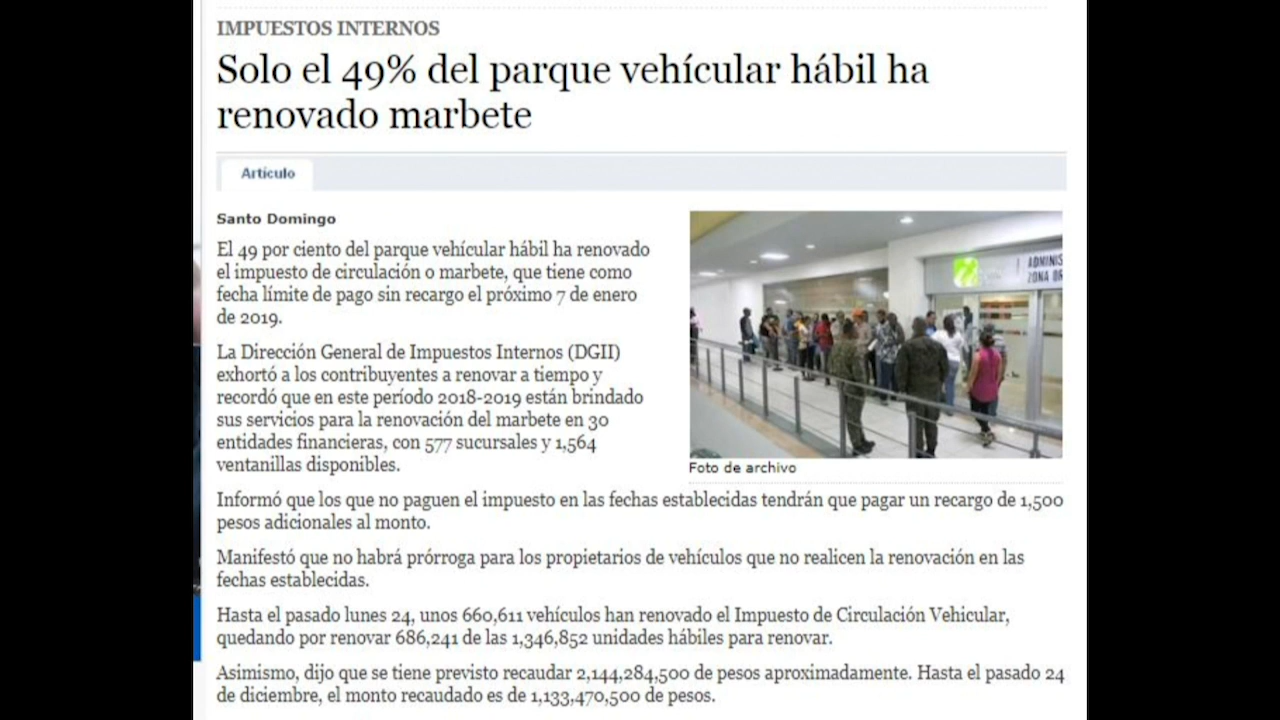 IMPUESTOS INTERNOS
Solo el 49% del parque vehícular hábil ha
renovado marbete
Artículo
Santo Domingo
El 49 por ciento del parque vehícular hábil ha renovado
el impuesto de circulación o marbete, que tiene como
fecha límite de pago sin recargo el próximo 7 de enero
de 2019.
La Dirección General de Impuestos Internos (DGII)
exhortó a los contribuyentes a renovar a tiempo y
recordó que en este período 2018-2019 están brindado
sus servicios para la renovación del marbete en 30
entidades financieras, con 577 sucursales y 1,564
ventanillas disponibles.
ADMINIS
ZONA OR
Foto de archivo
Informó que los que no paguen el impuesto en las fechas establecidas tendrán que pagar un recargo de 1,500
pesos adicionales al monto.
Manifestó que no habrá prórroga para los propietarios de vehículos que no realicen la renovación en las
fechas establecidas.
Hasta el pasado lunes 24, unos 660,611 vehículos han renovado el Impuesto de Circulación Vehicular,
quedando por renovar 686,241 de las 1,346,852 unidades hábiles para renovar.
Asimismo, dijo que se tiene previsto recaudar 2,144,284,500 de pesos aproximadamente. Hasta el pasado 24
de diciembre, el monto recaudado es de 1,133,470,500 de pesos.